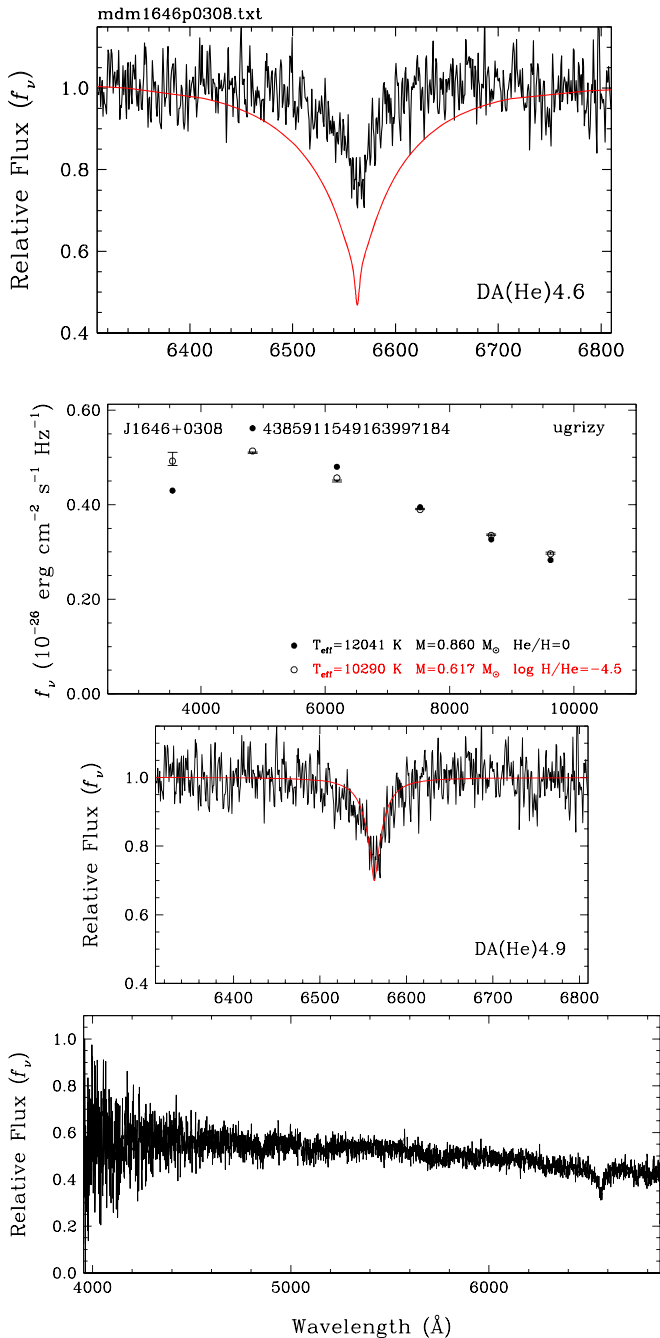 mdm1646p0308.txt
Relative Flux (fν)
1.0
0.8
0.6
0.4
DA(He)4.6
6400 6500 6600 6700 6800
fν (10⁻²⁶ erg cm⁻² s⁻¹ Hz⁻¹)
0.60
0.40
0.20
0.00
J1646+0308 4385911549163997184 ugrizy
Teff=12041 K M=0.860 M⊙ He/H=0
Teff=10290 K M=0.617 M⊙ log H/He=−4.5
4000 6000 8000 10000
Relative Flux (fν)
1.0
0.8
0.6
0.4
DA(He)4.9
6400 6500 6600 6700 6800
Relative Flux (fν)
1.0
0.8
0.6
0.4
0.2
0.0
4000 5000 6000
Wavelength (Å)